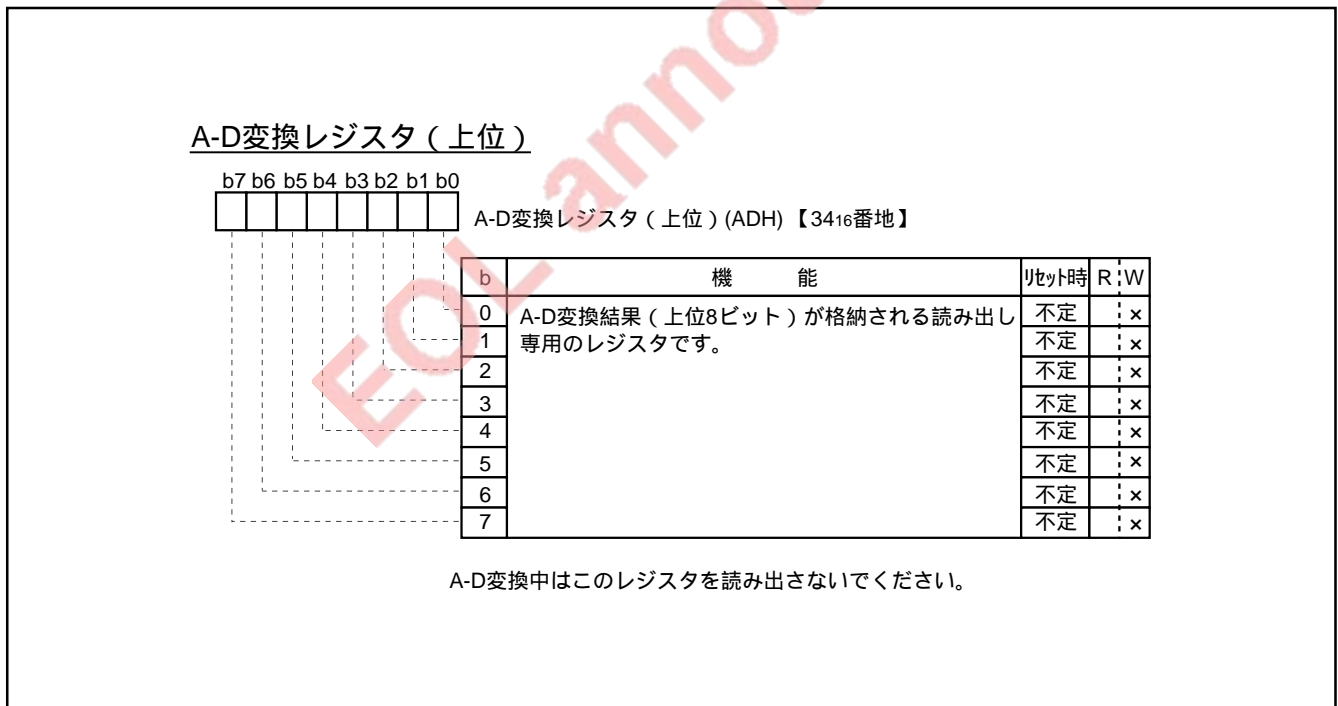 A-D変換レジスタ(上位)
b7 b6 b5 b4 b3 b2 b1 b0
A-D変換レジスタ(上位)(ADH)【3416番地】
b 機 能 リセット時 R W
0 A-D変換結果(上位8ビット)が格納される読み出し 不定 ×
1 専用のレジスタです。 不定 ×
2 不定 ×
3 不定 ×
4 不定 ×
5 不定 ×
6 不定 ×
7 不定 ×
A-D変換中はこのレジスタを読み出さないでください。
EOL